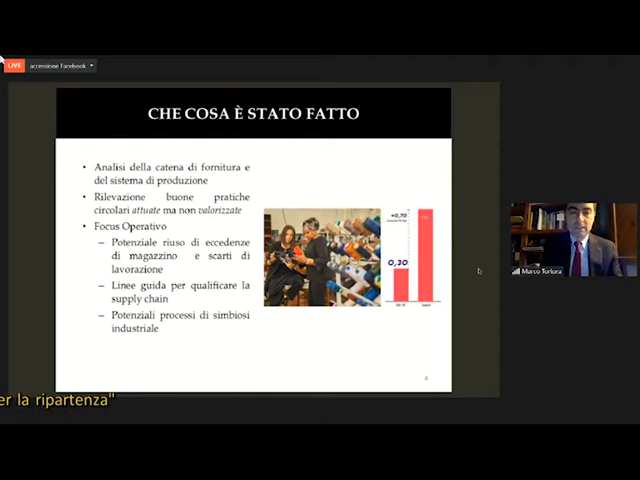 LIVE
accensione Facebook
CHE COSA È STATO FATTO
• Analisi della catena di fornitura e
del sistema di produzione
• Rilevazione buone pratiche
circolari attuate ma non valorizzate
• Focus Operativo
– Potenziale riuso di eccedenze
di magazzino e scarti di
lavorazione
– Linee guida per qualificare la
supply chain
– Potenziali processi di simbiosi
industriale
+0,70
0,30
4
Marco Tortora
er la ripartenza"